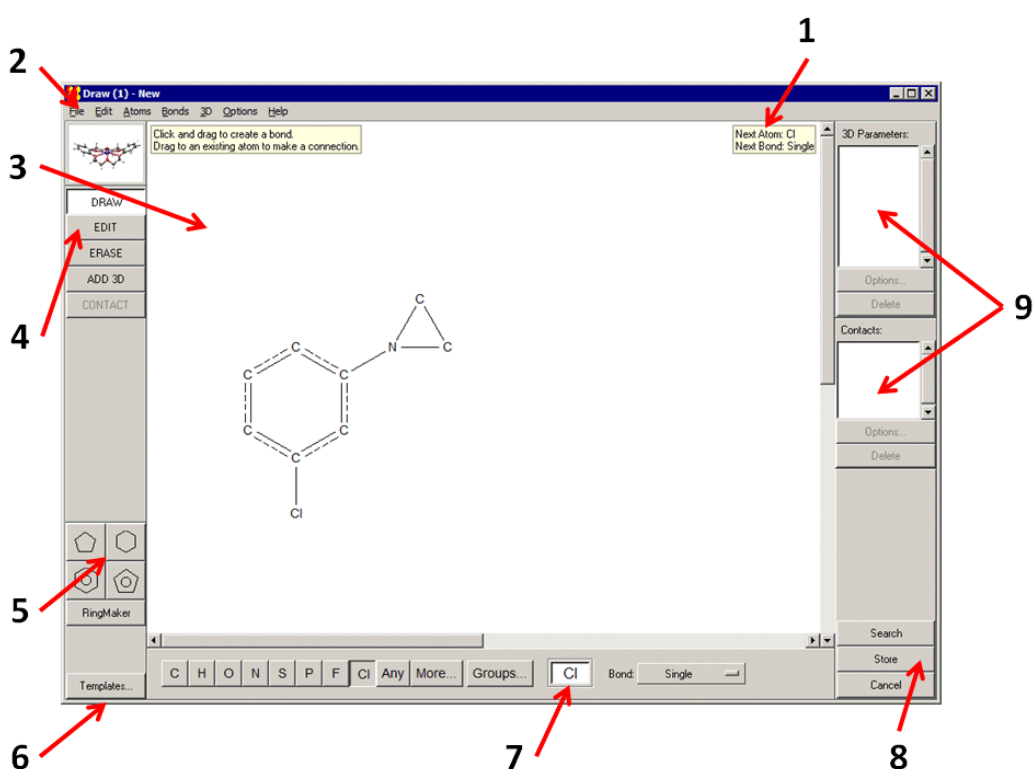 1
2
Draw (1) - New
File Edit Atoms Bonds 3D Options Help
Click and drag to create a bond.
Drag to an existing atom to make a connection.
Next Atom: Cl
Next Bond: Single
3D Parameters:
3
DRAW
EDIT
ERASE
ADD 3D
CONTACT
4
Options...
Delete
9
Contacts:
C
N C
C
C C
C C
C
Cl
Options...
Delete
5
RingMaker
Search
Store
Cancel
Templates...
C H O N S P F Cl Any More... Groups... Cl Bond: Single
6
7
8